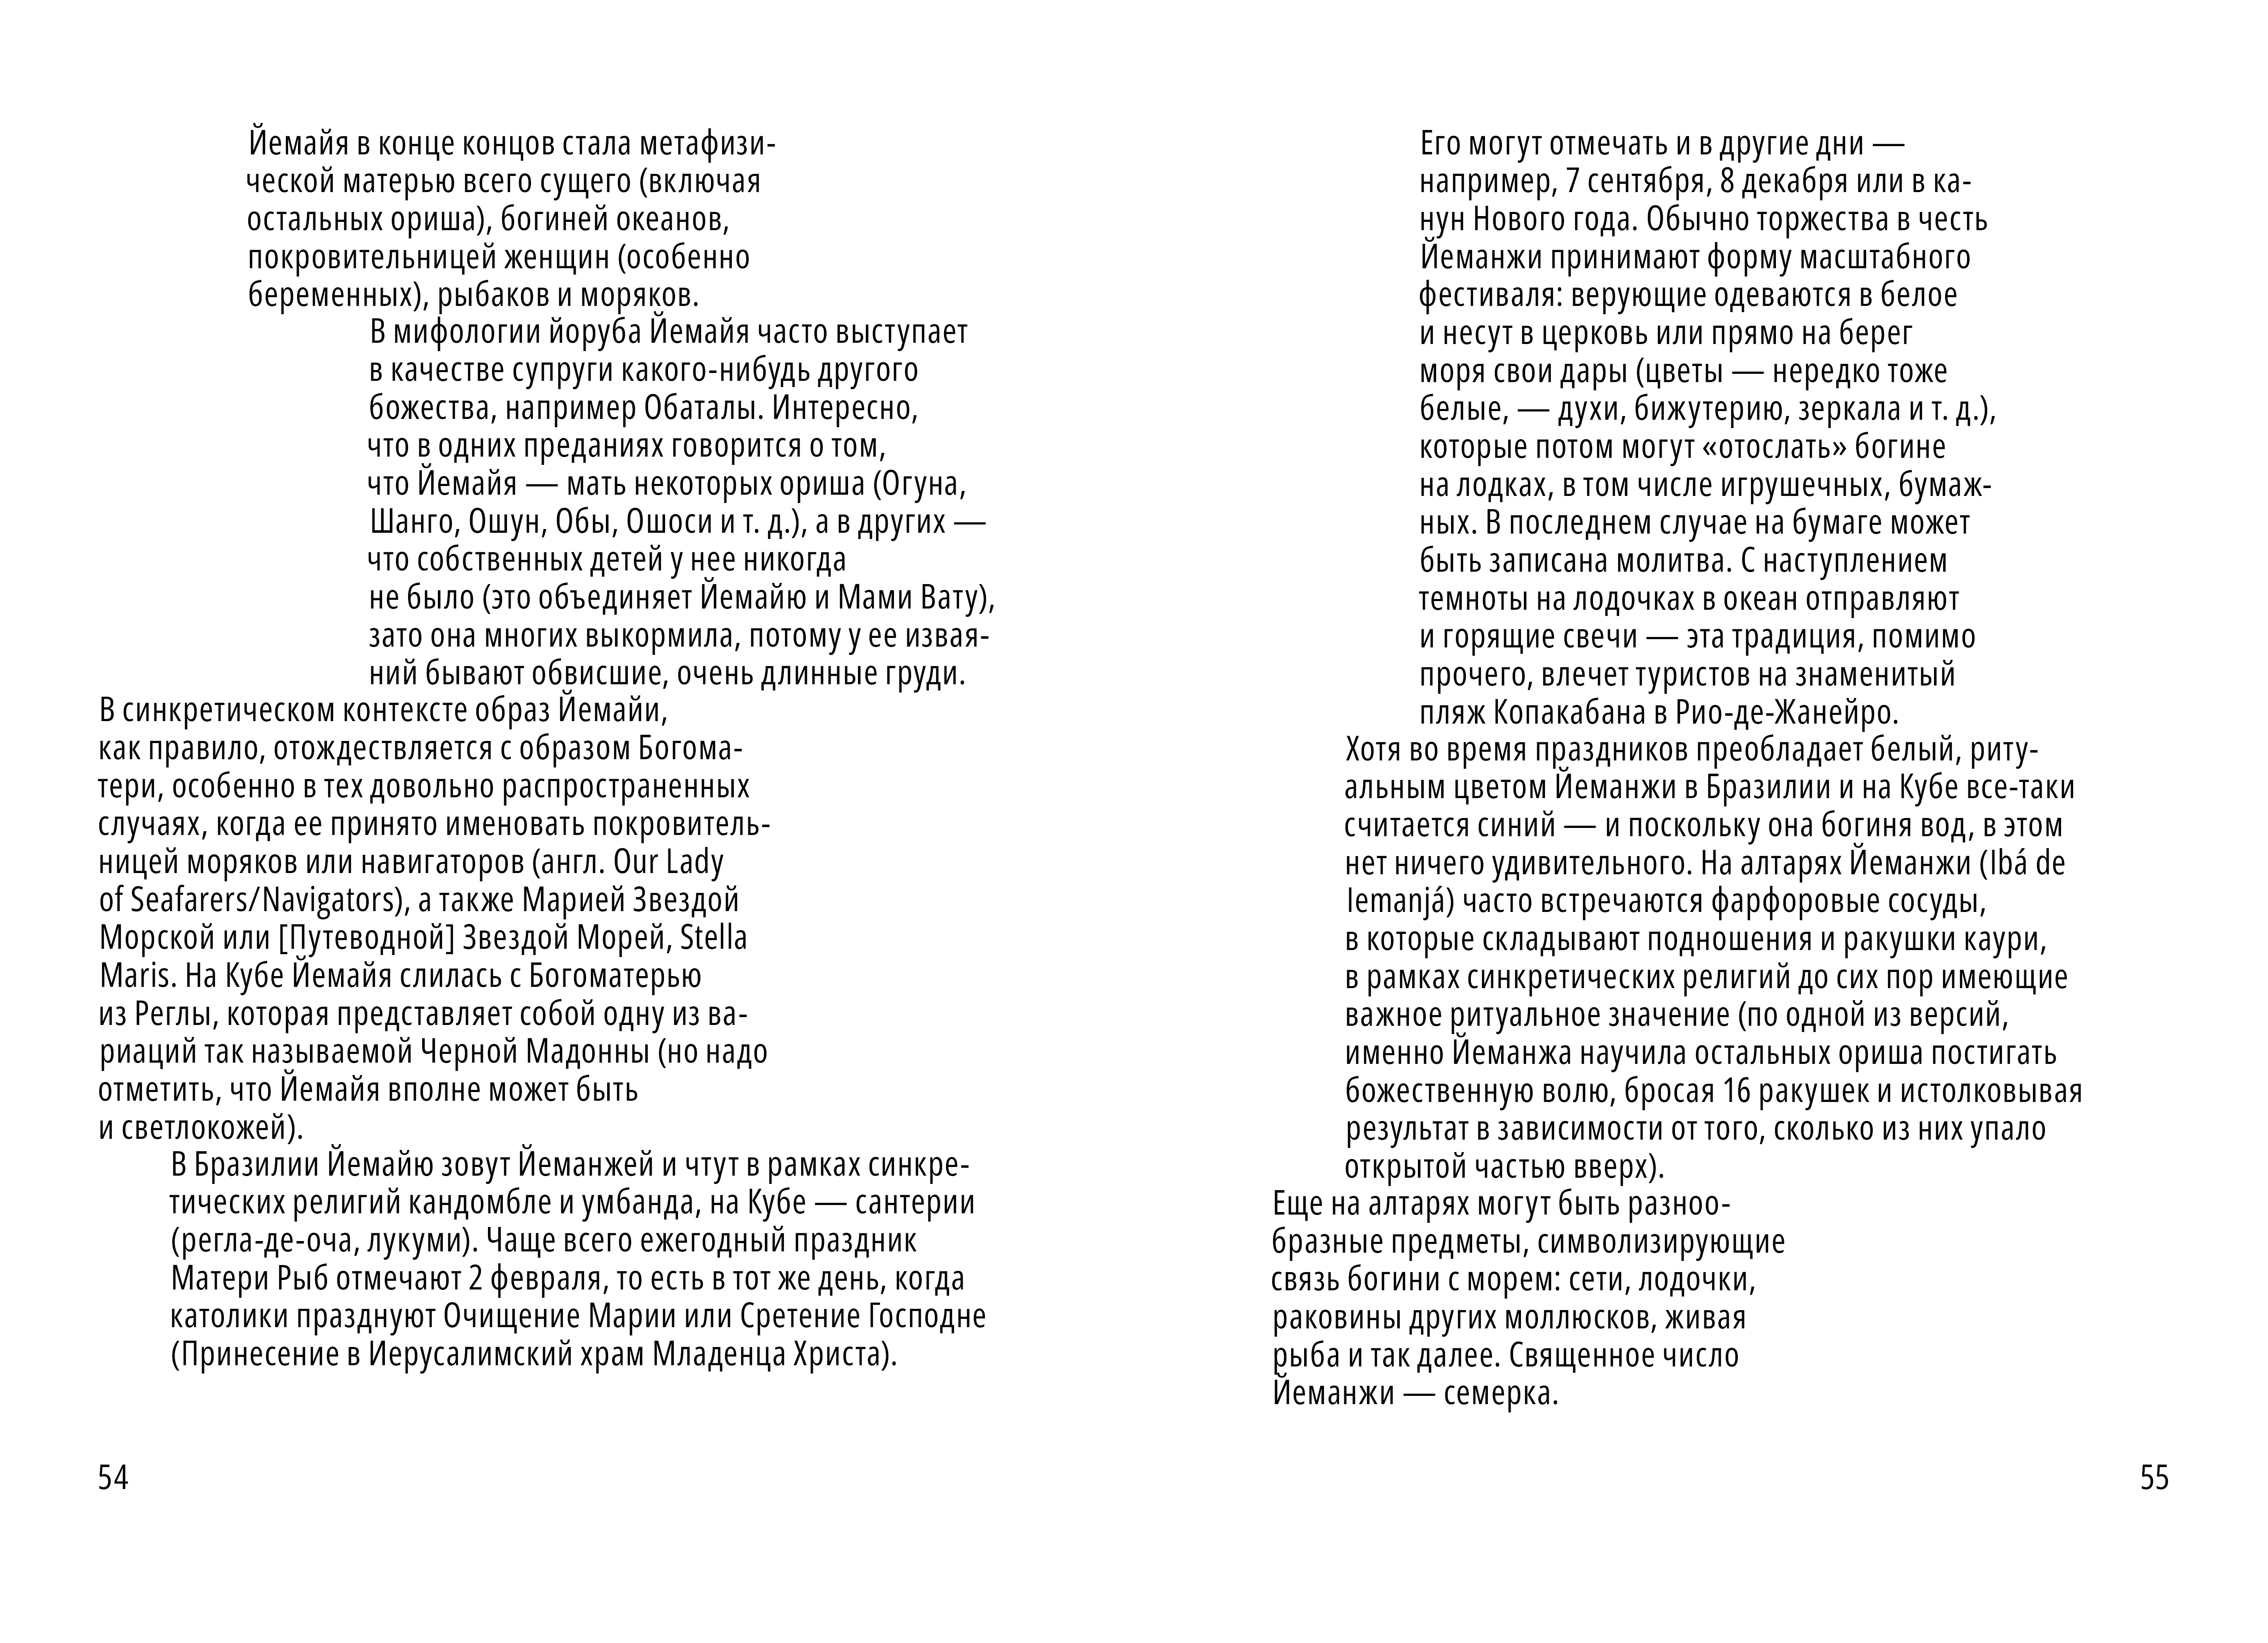 Йемайя в конце концов стала метафизи-
ческой матерью всего сущего (включая
остальных ориша), богиней океанов,
покровительницей женщин (особенно
беременных), рыбаков и моряков.
В мифологии йоруба Йемайя часто выступает
в качестве супруги какого-нибудь другого
божества, например Обаталы. Интересно,
что в одних преданиях говорится о том,
что Йемайя — мать некоторых ориша (Огуна,
Шанго, Ошун, Обы, Ошоси и т. д.), а в других —
что собственных детей у нее никогда
не было (это объединяет Йемайю и Мами Вату),
зато она многих выкормила, потому у ее извая-
ний бывают обвисшие, очень длинные груди.
В синкретическом контексте образ Йемайи,
как правило, отождествляется с образом Богома-
тери, особенно в тех довольно распространенных
случаях, когда ее принято именовать покровитель-
ницей моряков или навигаторов (англ. Our Lady
of Seafarers/Navigators), а также Марией Звездой
Морской или [Путеводной] Звездой Морей, Stella
Maris. На Кубе Йемайя слилась с Богоматерью
из Реглы, которая представляет собой одну из ва-
риаций так называемой Черной Мадонны (но надо
отметить, что Йемайя вполне может быть
и светлокожей).
В Бразилии Йемайю зовут Йеманжей и чтут в рамках синкре-
тических религий кандомбле и умбанда, на Кубе — сантерии
(регла-де-оча, лукуми). Чаще всего ежегодный праздник
Матери Рыб отмечают 2 февраля, то есть в тот же день, когда
католики празднуют Очищение Марии или Сретение Господне
(Принесение в Иерусалимский храм Младенца Христа).
54
Его могут отмечать и в другие дни —
например, 7 сентября, 8 декабря или в ка-
нун Нового года. Обычно торжества в честь
Йеманжи принимают форму масштабного
фестиваля: верующие одеваются в белое
и несут в церковь или прямо на берег
моря свои дары (цветы — нередко тоже
белые, — духи, бижутерию, зеркала и т. д.),
которые потом могут «отослать» богине
на лодках, в том числе игрушечных, бумаж-
ных. В последнем случае на бумаге может
быть записана молитва. С наступлением
темноты на лодочках в океан отправляют
и горящие свечи — эта традиция, помимо
прочего, влечет туристов на знаменитый
пляж Копакабана в Рио-де-Жанейро.
Хотя во время праздников преобладает белый, риту-
альным цветом Йеманжи в Бразилии и на Кубе все-таки
считается синий — и поскольку она богиня вод, в этом
нет ничего удивительного. На алтарях Йеманжи (Ibá de
Iemanjá) часто встречаются фарфоровые сосуды,
в которые складывают подношения и ракушки каури,
в рамках синкретических религий до сих пор имеющие
важное ритуальное значение (по одной из версий,
именно Йеманжа научила остальных ориша постигать
божественную волю, бросая 16 ракушек и истолковывая
результат в зависимости от того, сколько из них упало
открытой частью вверх).
Еще на алтарях могут быть разноо-
бразные предметы, символизирующие
связь богини с морем: сети, лодочки,
раковины других моллюсков, живая
рыба и так далее. Священное число
Йеманжи — семерка.
55